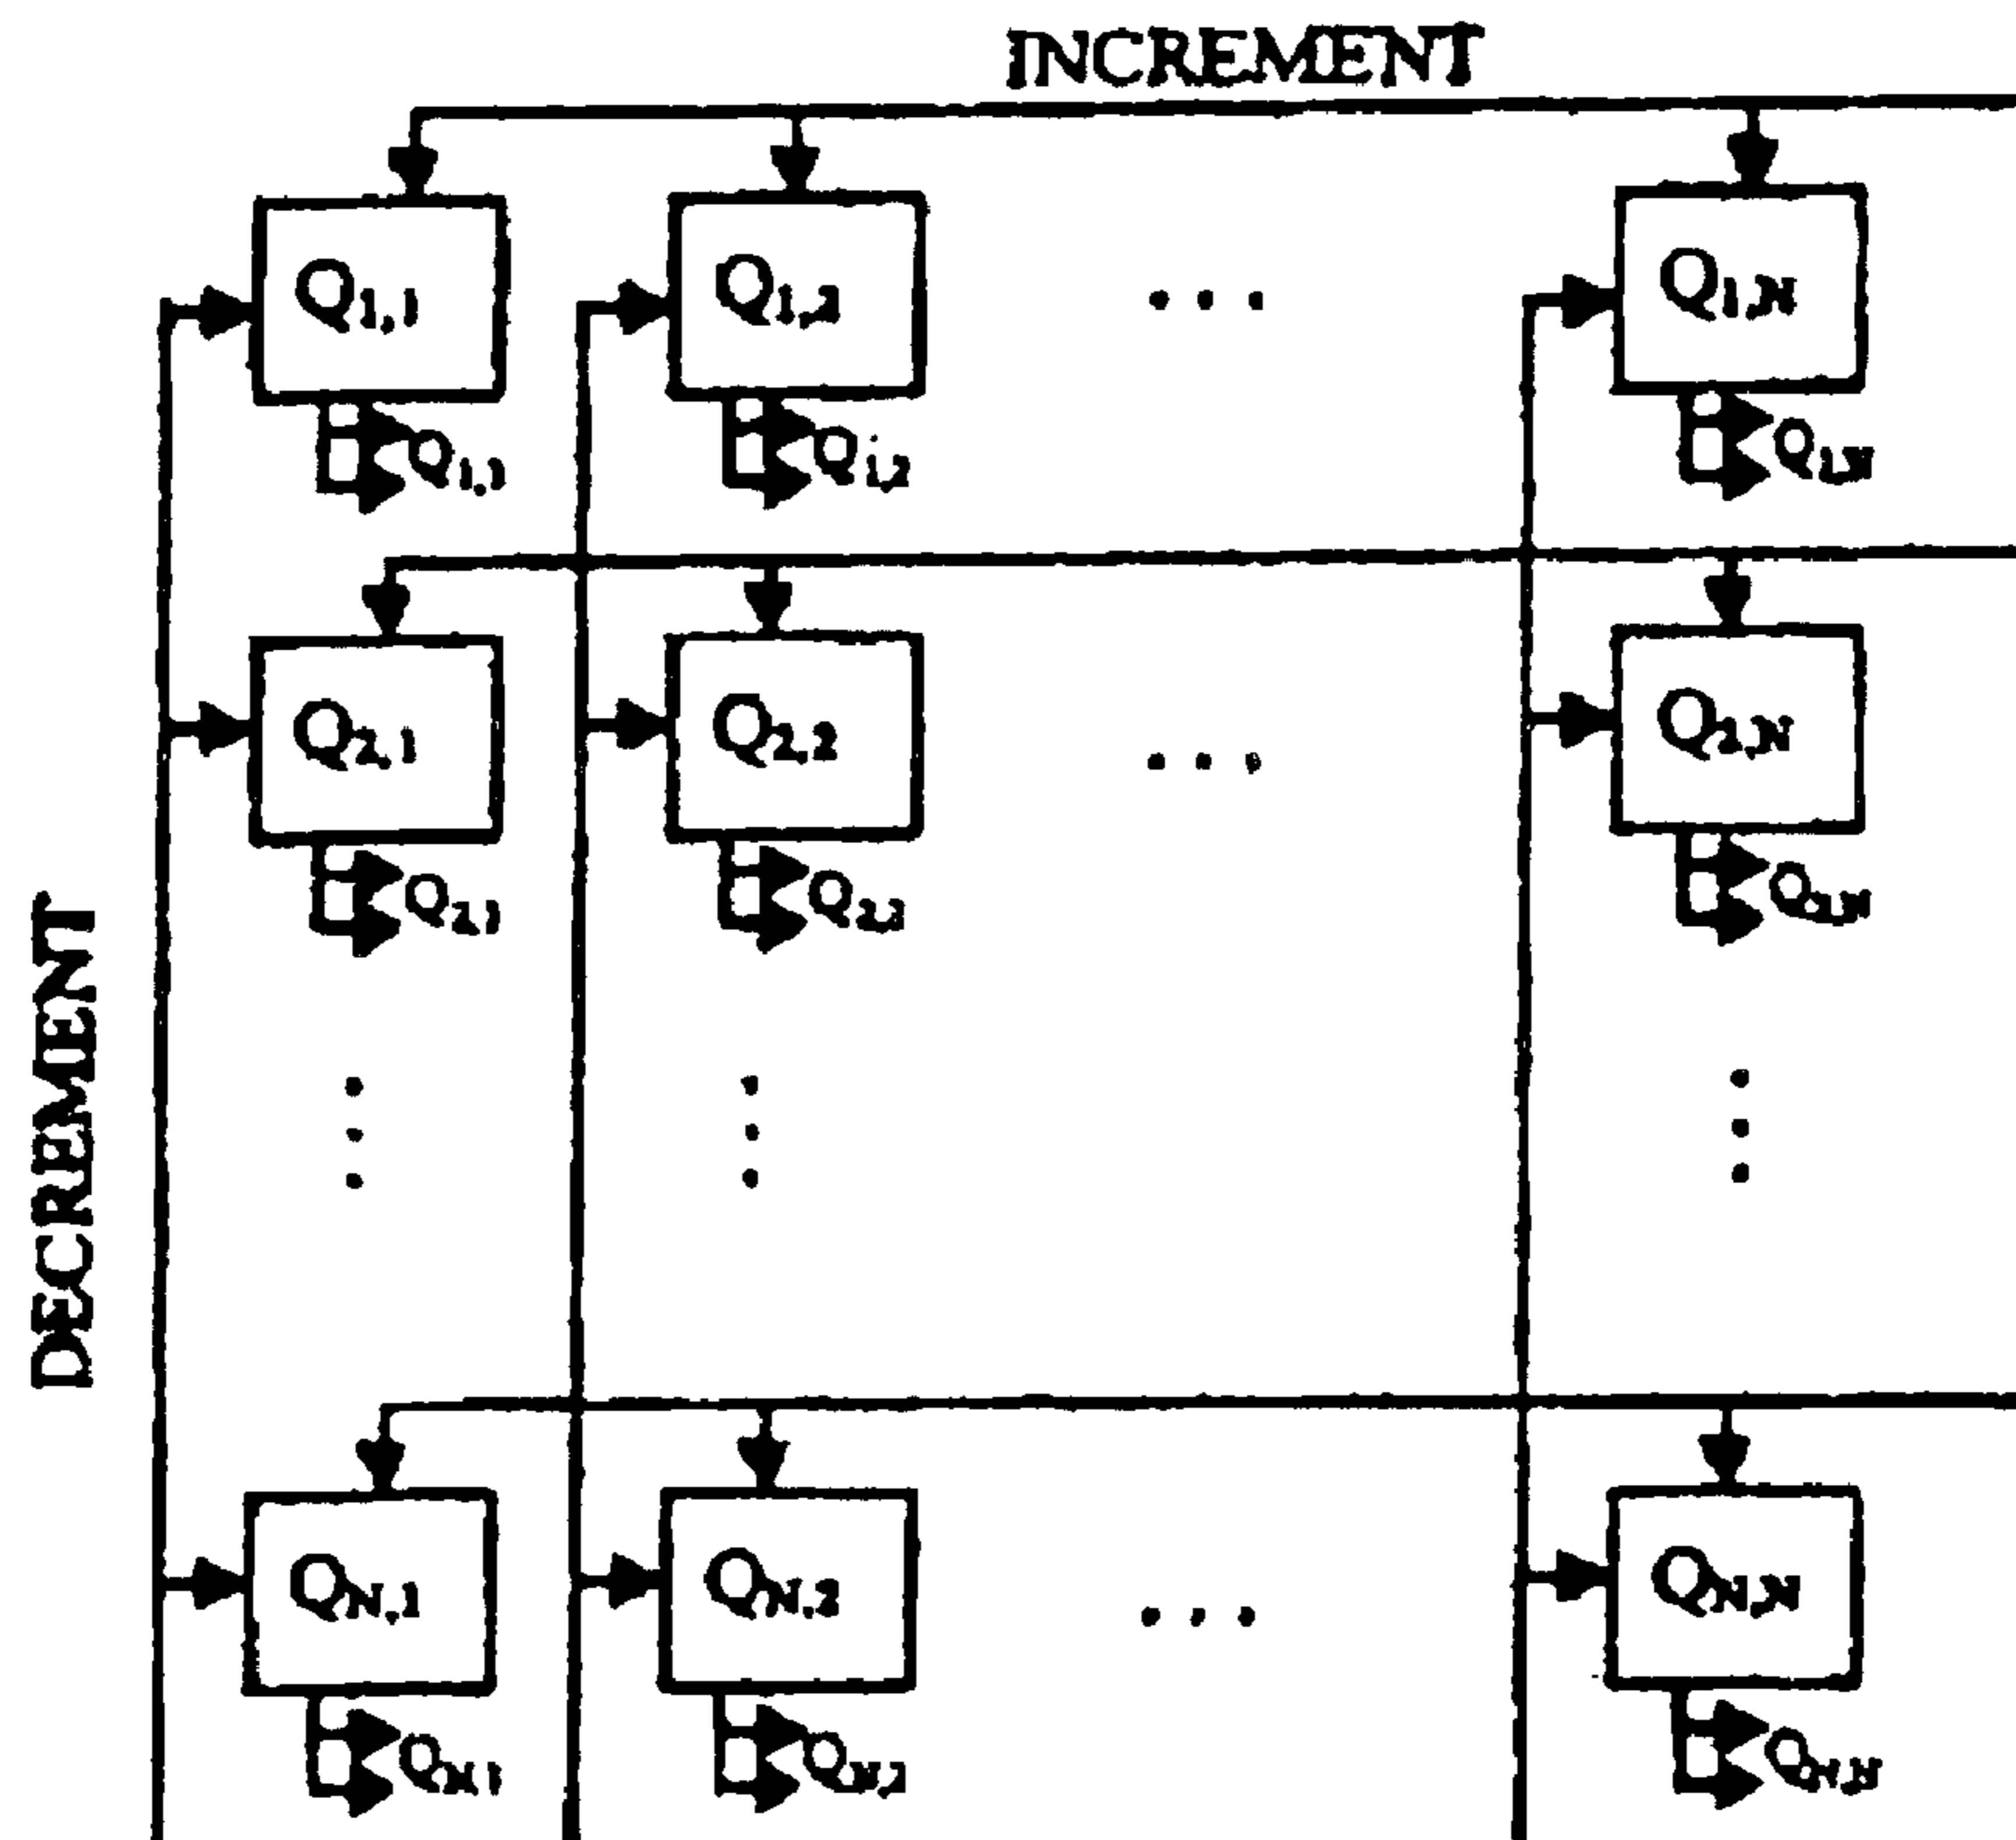 INCREMENT
Q1,1
Q1,2
Q1,N
Q1,1
Q1,2
Q1,N
Q2,1
Q2,2
Q2,N
Q2,1
Q2,2
DECREMENT
QN,1
QN,2
QN,N
QN,1
QN,2
QN,N